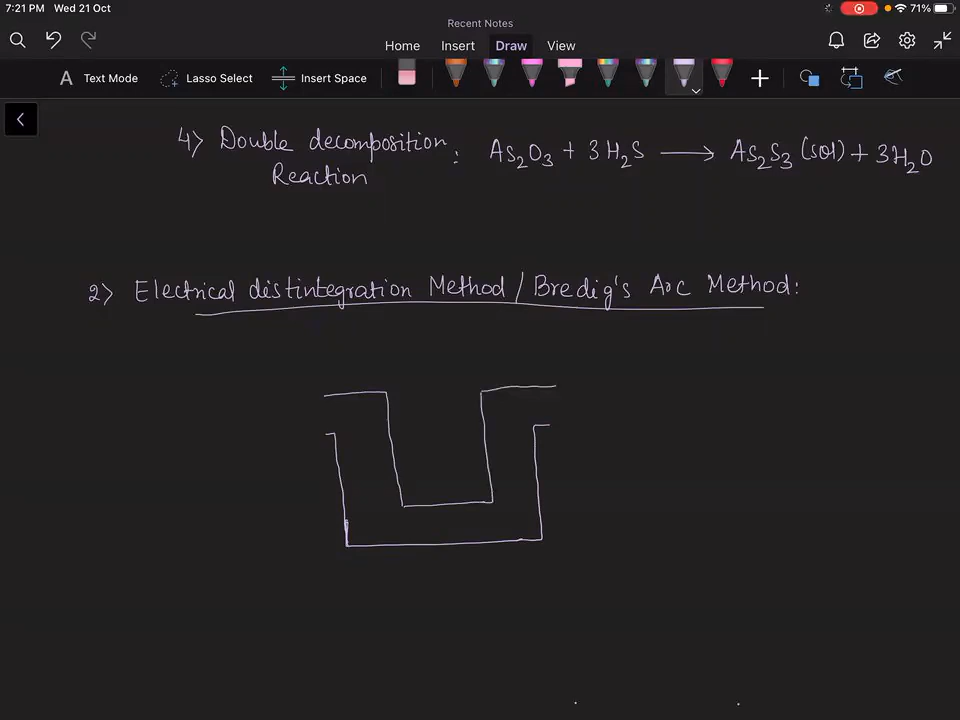 7:21 PM Wed 21 Oct
71%
Recent Notes
Home Insert Draw View
A Text Mode Lasso Select Insert Space
4) Double decomposition Reaction : As₂O₃ + 3H₂S → As₂S₃ (sol) + 3H₂O
2) Electrical distintegration Method / Bredig's Arc Method: